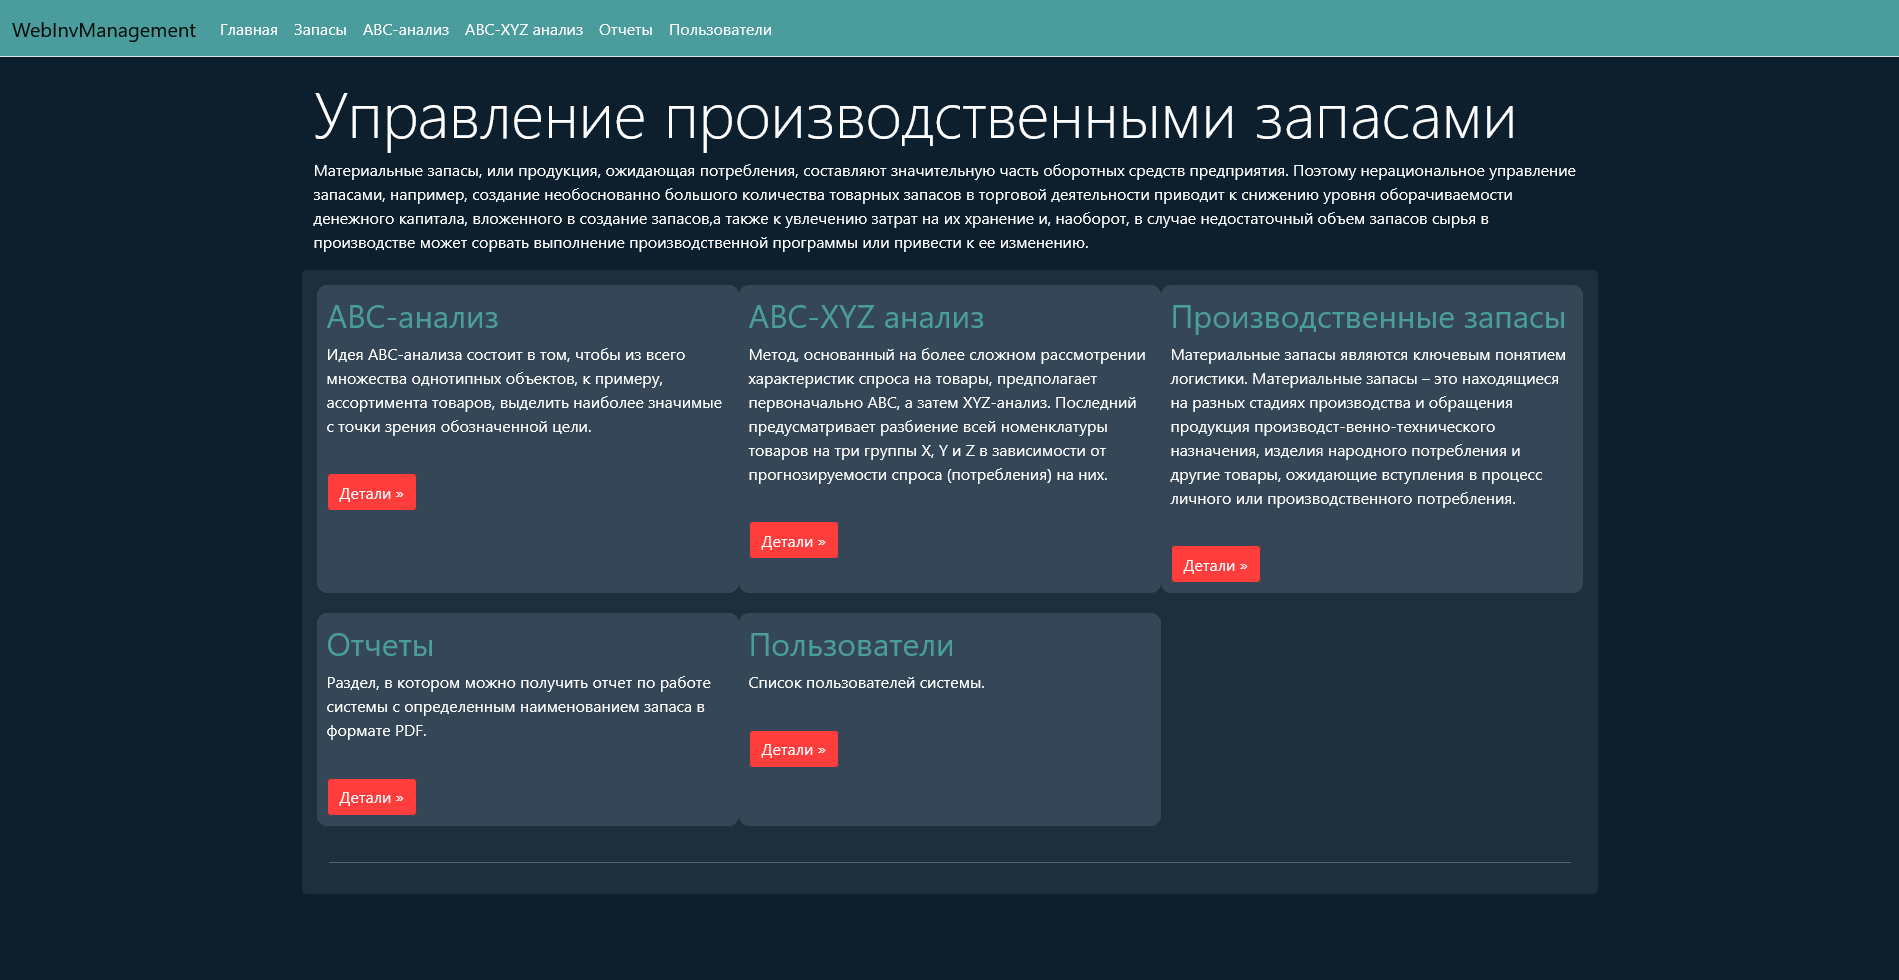 WebInvManagement Главная Запасы ABC-анализ ABC-XYZ анализ Отчеты Пользователи
Управление производственными запасами
Материальные запасы, или продукция, ожидающая потребления, составляют значительную часть оборотных средств предприятия. Поэтому нерациональное управление
запасами, например, создание необоснованно большого количества товарных запасов в торговой деятельности приводит к снижению уровня оборачиваемости
денежного капитала, вложенного в создание запасов,а также к увлечению затрат на их хранение и, наоборот, в случае недостаточный объем запасов сырья в
производстве может сорвать выполнение производственной программы или привести к ее изменению.
ABC-анализ
Идея ABC-анализа состоит в том, чтобы из всего
множества однотипных объектов, к примеру,
ассортимента товаров, выделить наиболее значимые
с точки зрения обозначенной цели.
Детали »
ABC-XYZ анализ
Метод, основанный на более сложном рассмотрении
характеристик спроса на товары, предполагает
первоначально ABC, а затем XYZ-анализ. Последний
предусматривает разбиение всей номенклатуры
товаров на три группы X, Y и Z в зависимости от
прогнозируемости спроса (потребления) на них.
Детали »
Производственные запасы
Материальные запасы являются ключевым понятием
логистики. Материальные запасы – это находящиеся
на разных стадиях производства и обращения
продукция производст-венно-технического
назначения, изделия народного потребления и
другие товары, ожидающие вступления в процесс
личного или производственного потребления.
Детали »
Отчеты
Раздел, в котором можно получить отчет по работе
системы с определенным наименованием запаса в
формате PDF.
Детали »
Пользователи
Список пользователей системы.
Детали »